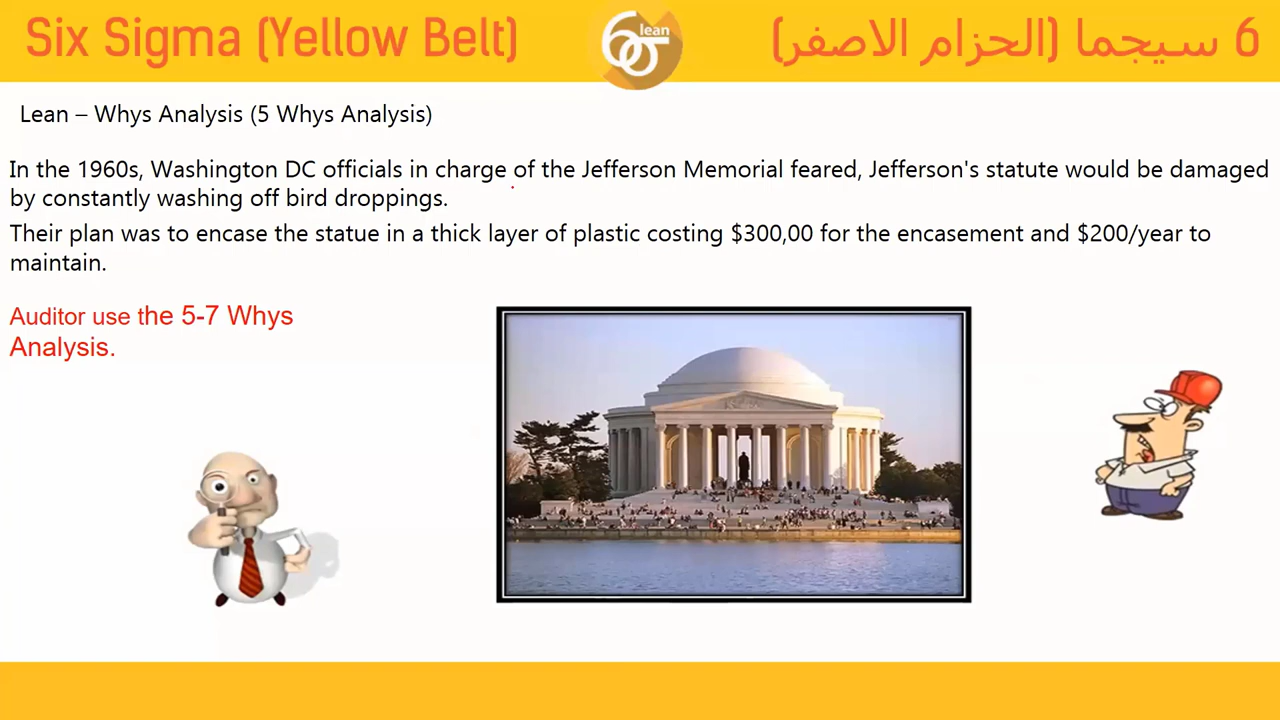 Six Sigma (Yellow Belt)
lean
6σ
6 سيجما (الحزام الاصفر)
Lean – Whys Analysis (5 Whys Analysis)
In the 1960s, Washington DC officials in charge of the Jefferson Memorial feared, Jefferson's statute would be damaged
by constantly washing off bird droppings.
Their plan was to encase the statue in a thick layer of plastic costing $300,00 for the encasement and $200/year to
maintain.
Auditor use the 5-7 Whys
Analysis.